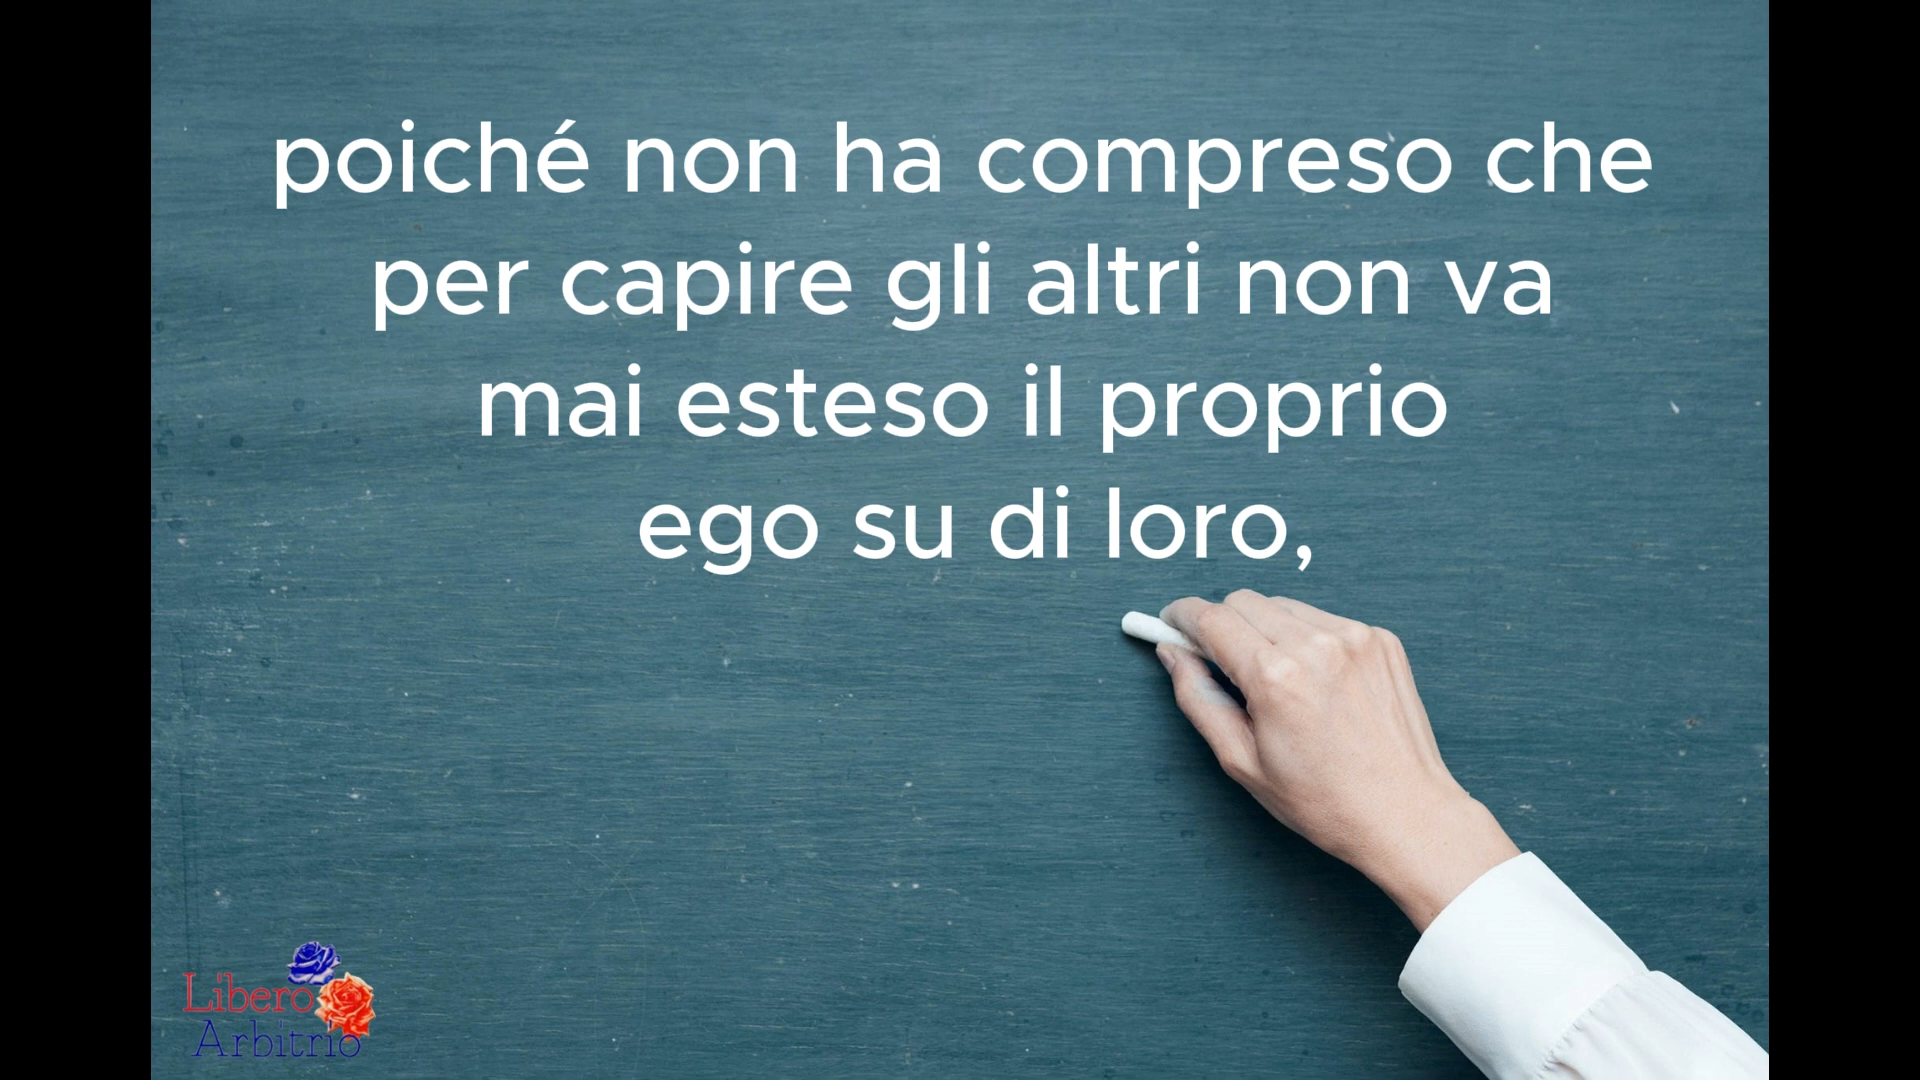 poiché non ha compreso che
per capire gli altri non va
mai esteso il proprio
ego su di loro,
Libero
Arbitrio